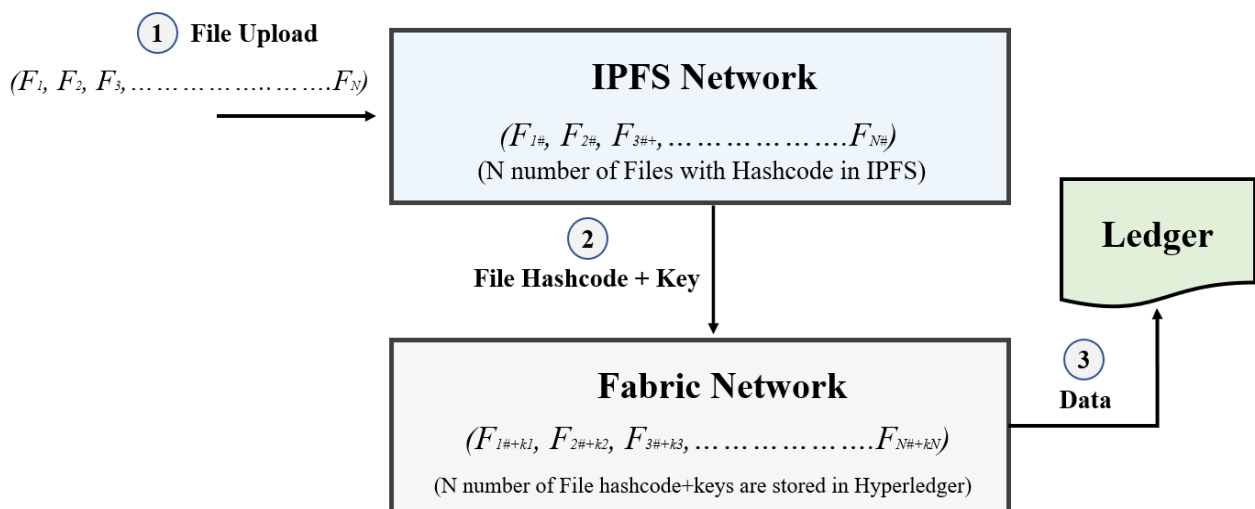 1 File Upload
(F1, F2, F3,……………..…….FN)
IPFS Network
(F1#, F2#, F3#+,……………….FN#)
(N number of Files with Hashcode in IPFS)
2
File Hashcode + Key
Ledger
Fabric Network
(F1#+k1, F2#+k2, F3#+k3,……………….FN#+kN)
(N number of File hashcode+keys are stored in Hyperledger)
3
Data